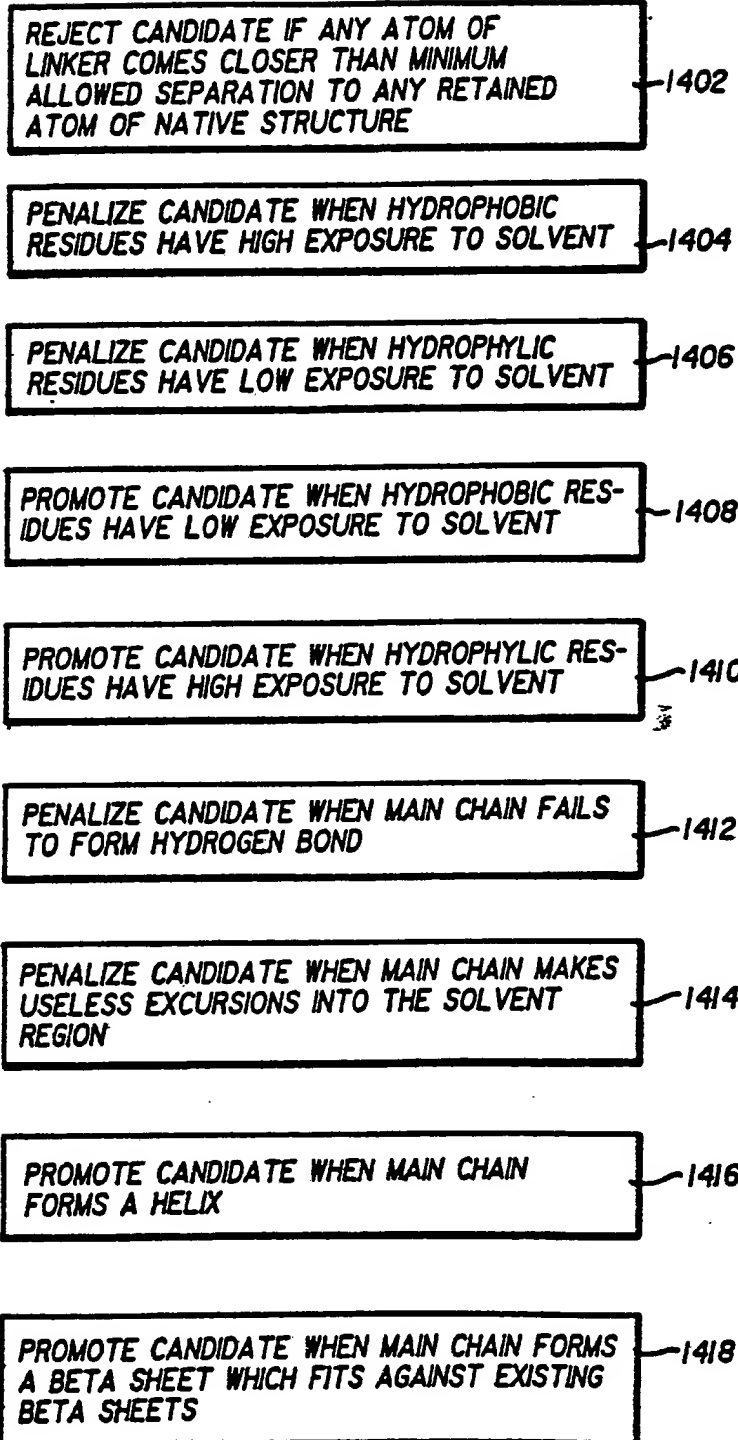 REJECT CANDIDATE IF ANY ATOM OF
LINKER COMES CLOSER THAN MINIMUM
ALLOWED SEPARATION TO ANY RETAINED
ATOM OF NATIVE STRUCTURE
1402
PENALIZE CANDIDATE WHEN HYDROPHOBIC
RESIDUES HAVE HIGH EXPOSURE TO SOLVENT
1404
PENALIZE CANDIDATE WHEN HYDROPHYLIC
RESIDUES HAVE LOW EXPOSURE TO SOLVENT
1406
PROMOTE CANDIDATE WHEN HYDROPHOBIC RES-
IDUES HAVE LOW EXPOSURE TO SOLVENT
1408
PROMOTE CANDIDATE WHEN HYDROPHYLIC RES-
IDUES HAVE HIGH EXPOSURE TO SOLVENT
1410
PENALIZE CANDIDATE WHEN MAIN CHAIN FAILS
TO FORM HYDROGEN BOND
1412
PENALIZE CANDIDATE WHEN MAIN CHAIN MAKES
USELESS EXCURSIONS INTO THE SOLVENT
REGION
1414
PROMOTE CANDIDATE WHEN MAIN CHAIN
FORMS A HELIX
1416
PROMOTE CANDIDATE WHEN MAIN CHAIN FORMS
A BETA SHEET WHICH FITS AGAINST EXISTING
BETA SHEETS
1418